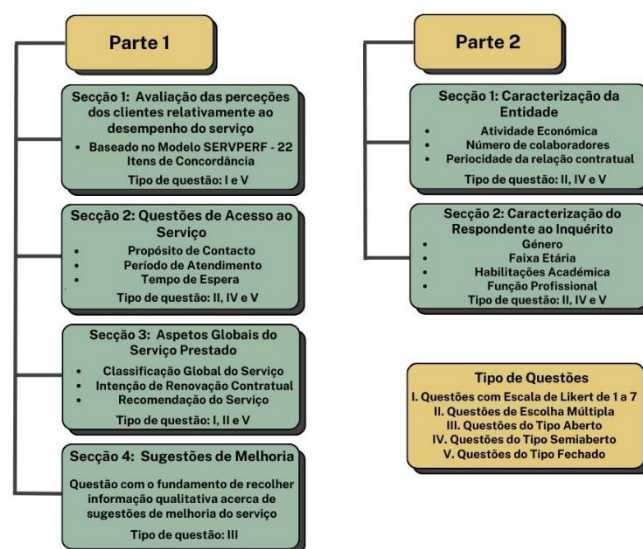 Parte 1
Secção 1: Avaliação das perceções
dos clientes relativamente ao
desempenho do serviço
• Baseado no Modelo SERVPERF - 22
Itens de Concordância
Tipo de questão: I e V
Secção 2: Questões de Acesso ao
Serviço
• Propósito de Contacto
• Período de Atendimento
• Tempo de Espera
Tipo de questão: II, IV e V
Secção 3: Aspetos Globais do
Serviço Prestado
• Classificação Global do Serviço
• Intenção de Renovação Contratual
• Recomendação do Serviço
Tipo de questão: I, II e V
Secção 4: Sugestões de Melhoria
Questão com o fundamento de recolher
informação qualitativa acerca de
sugestões de melhoria do serviço
Tipo de questão: III
Parte 2
Secção 1: Caracterização da
Entidade
• Atividade Económica
• Número de colaboradores
• Periocidade da relação contratual
Tipo de questão: II, IV e V
Secção 2: Caracterização do
Respondente ao Inquérito
• Género
• Faixa Etária
• Habilitações Académica
• Função Profissional
Tipo de questão: II, IV e V
Tipo de Questões
I. Questões com Escala de Likert de 1 a 7
II. Questões de Escolha Múltipla
III. Questões do Tipo Aberto
IV. Questões do Tipo Semiaberto
V. Questões do Tipo Fechado